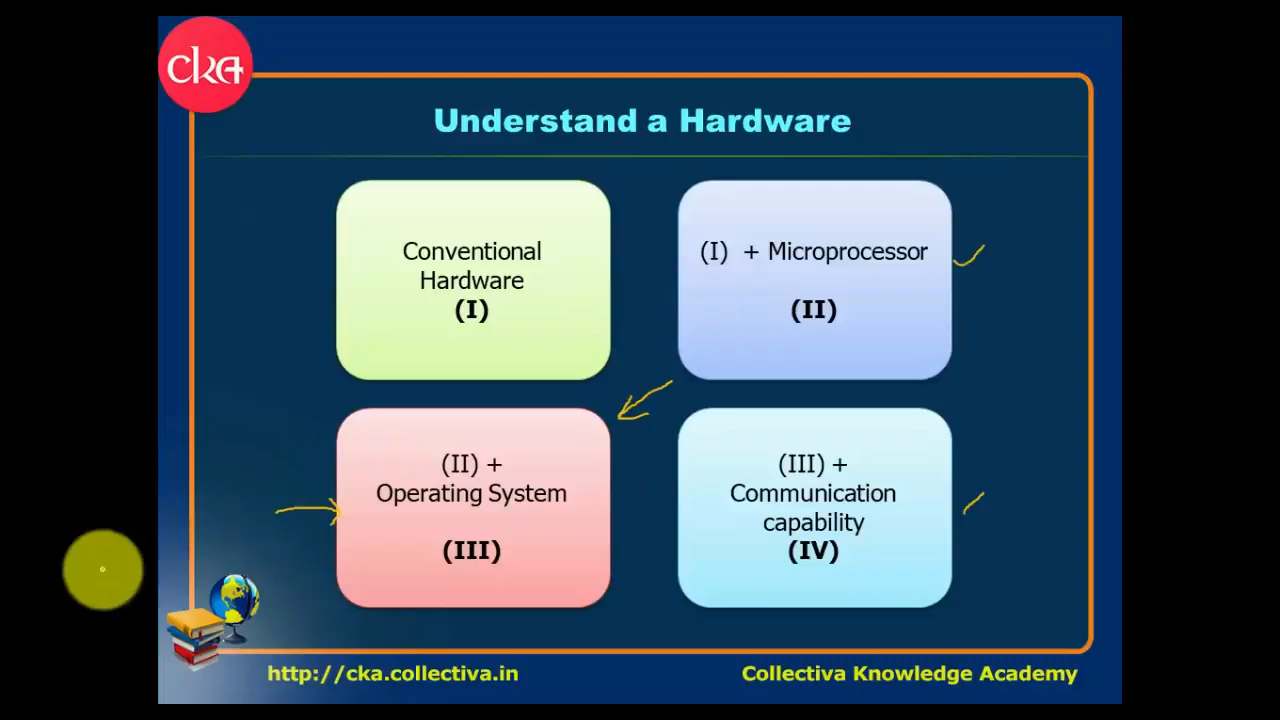 cka
Understand a Hardware
Conventional
Hardware
(I)
(I) + Microprocessor
(II)
(II) +
Operating System
(III)
(III) +
Communication
capability
(IV)
http://cka.collectiva.in
Collectiva Knowledge Academy